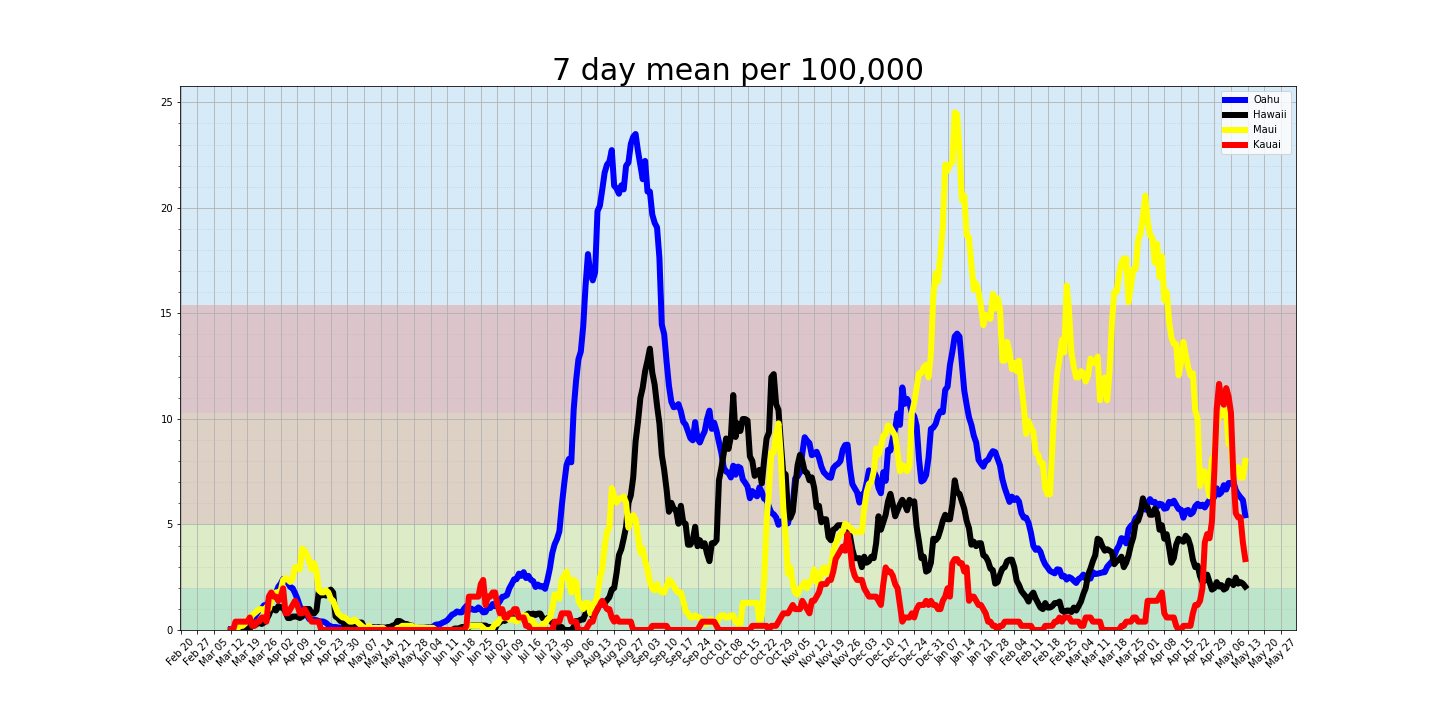 7 day mean per 100,000
25
20
15
10
5
0
Oahu
Hawaii
Maui
Kauai
Feb 20
Feb 27
Mar 05
Mar 12
Mar 19
Mar 26
Apr 02
Apr 09
Apr 16
Apr 23
Apr 30
May 07
May 14
May 21
May 28
Jun 04
Jun 11
Jun 18
Jun 25
Jul 02
Jul 09
Jul 16
Jul 23
Jul 30
Aug 06
Aug 13
Aug 20
Aug 27
Sep 03
Sep 10
Sep 17
Sep 24
Oct 01
Oct 08
Oct 15
Oct 22
Oct 29
Nov 05
Nov 12
Nov 19
Nov 26
Dec 03
Dec 10
Dec 17
Dec 24
Dec 31
Jan 07
Jan 14
Jan 21
Jan 28
Feb 04
Feb 11
Feb 18
Feb 25
Mar 04
Mar 11
Mar 18
Mar 25
Apr 01
Apr 08
Apr 15
Apr 22
Apr 29
May 06
May 13
May 20
May 27